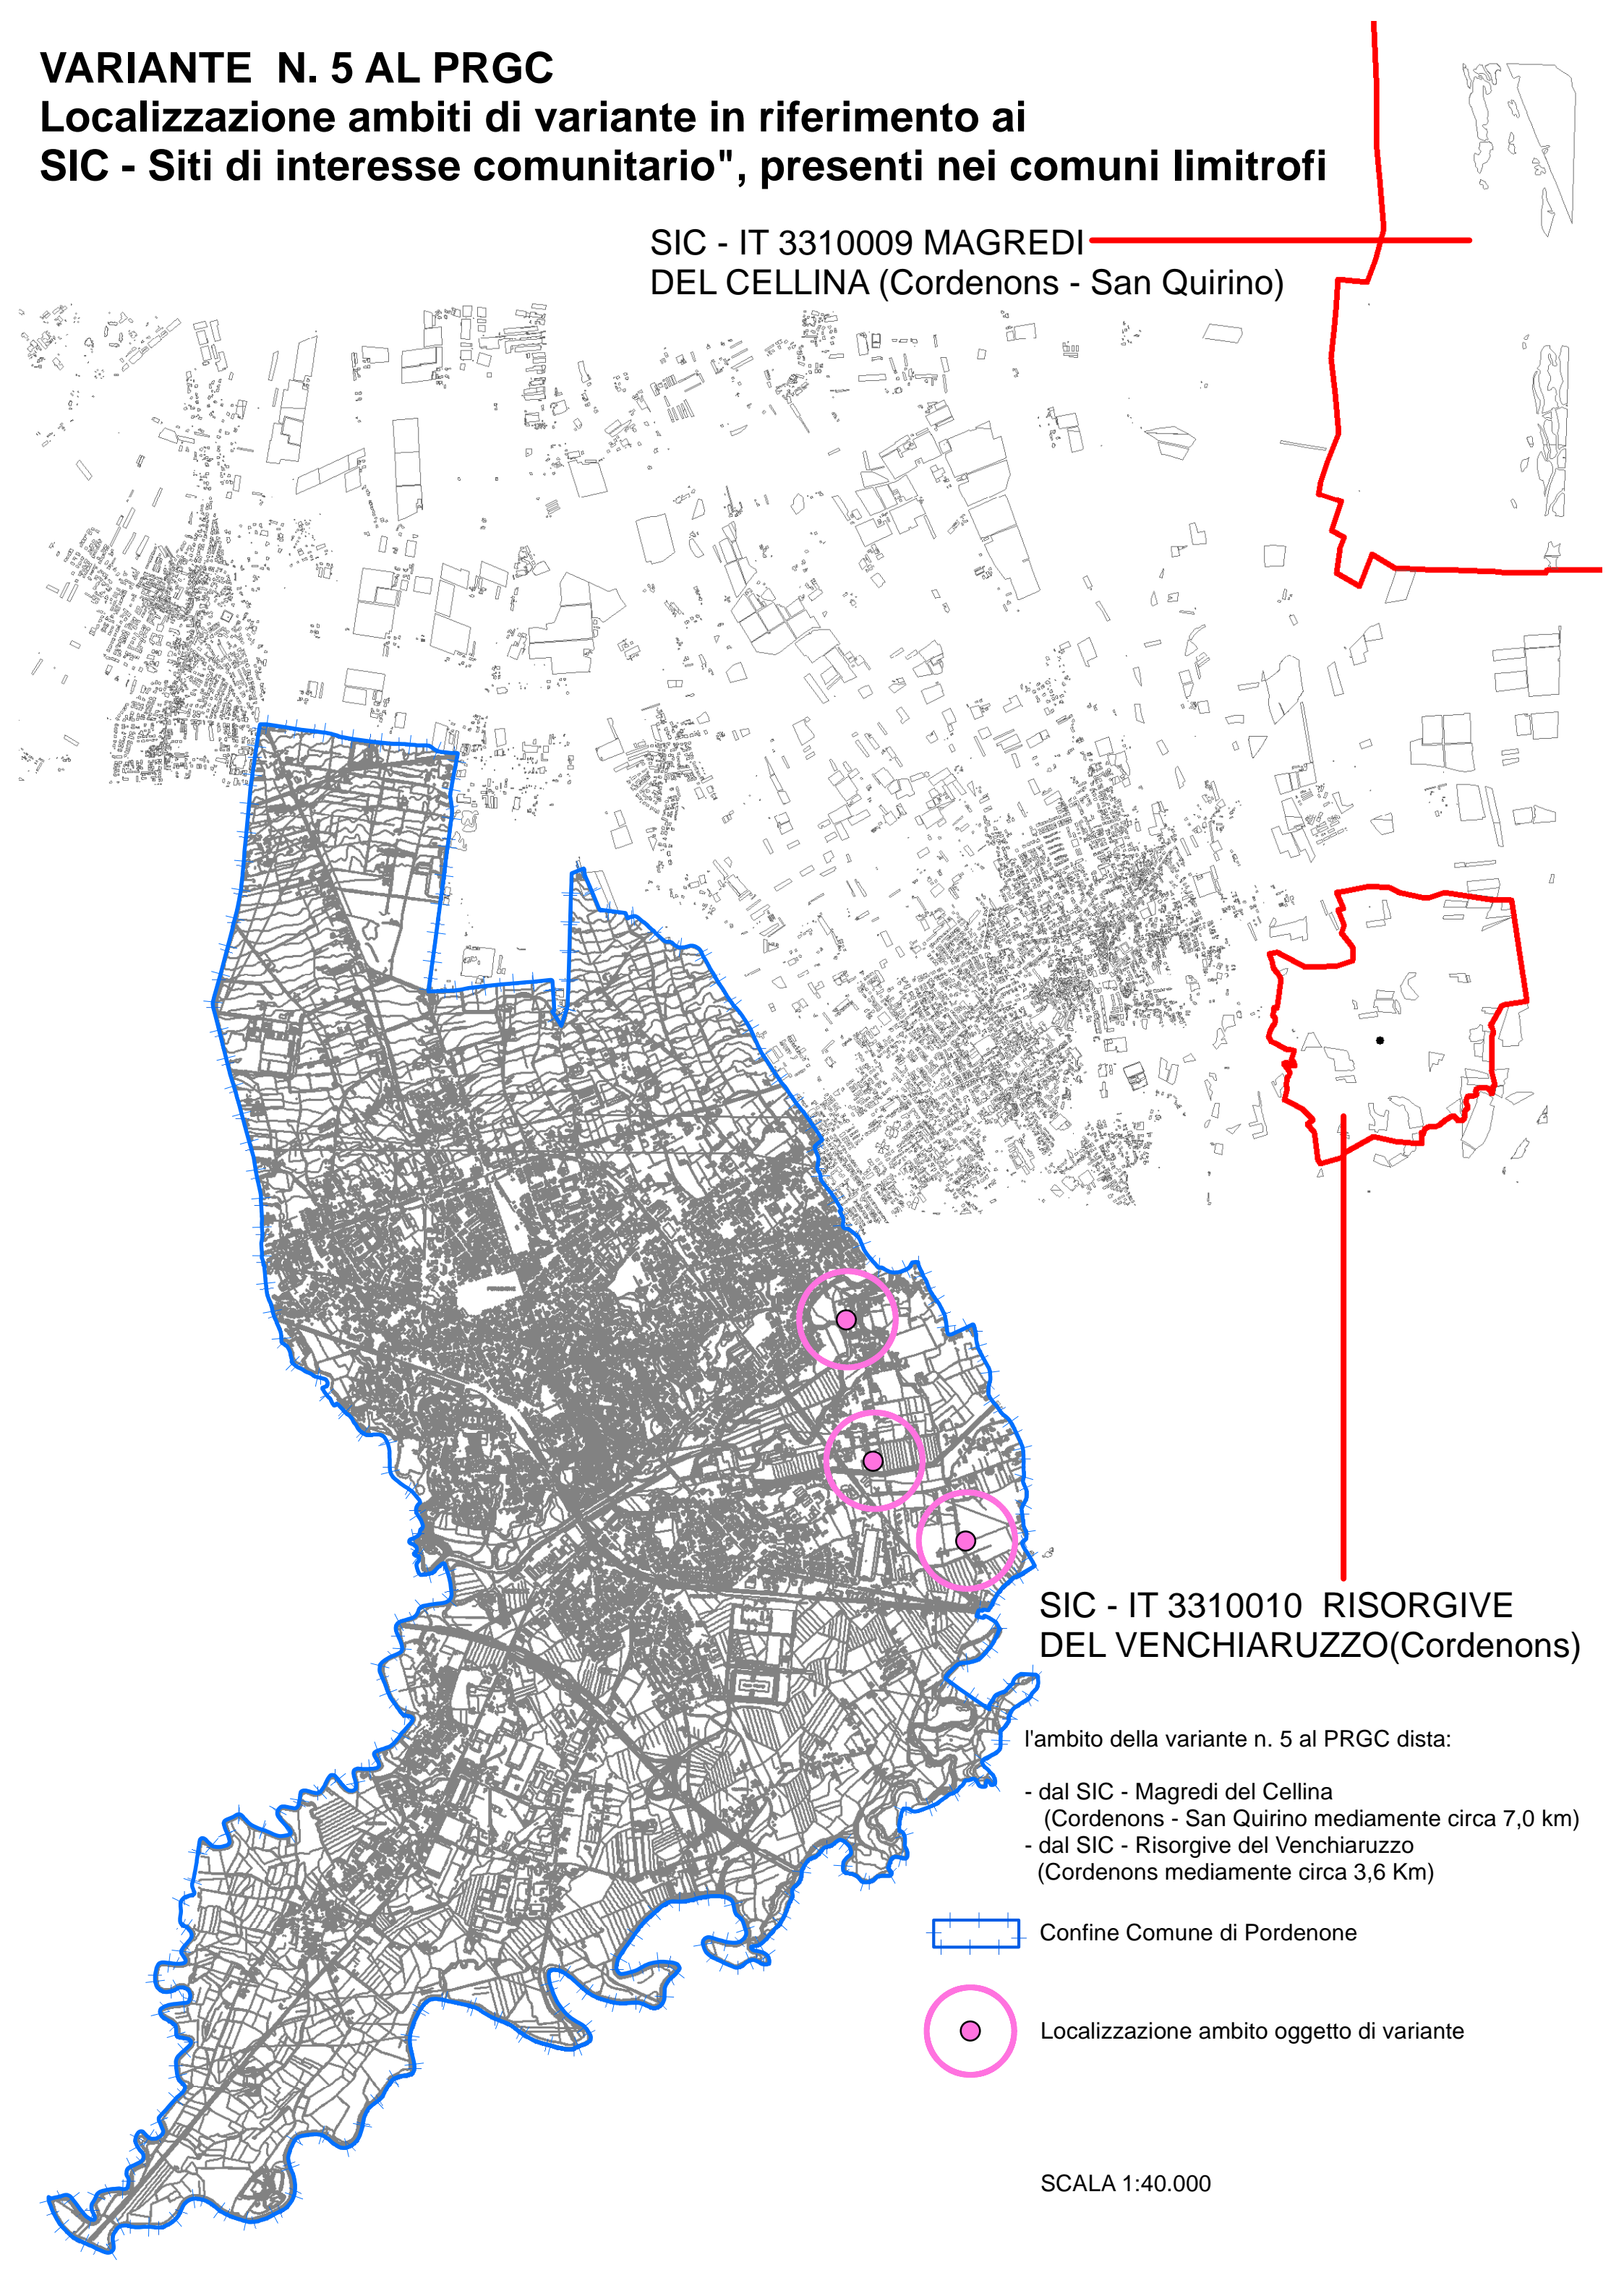 VARIANTE N. 5 AL PRGC
Localizzazione ambiti di variante in riferimento ai
SIC - Siti di interesse comunitario", presenti nei comuni limitrofi
SIC - IT 3310009 MAGREDI
DEL CELLINA (Cordenons - San Quirino)
SIC - IT 3310010 RISORGIVE
DEL VENCHIARUZZO(Cordenons)
l'ambito della variante n. 5 al PRGC dista:
- dal SIC - Magredi del Cellina
(Cordenons - San Quirino mediamente circa 7,0 km)
- dal SIC - Risorgive del Venchiaruzzo
(Cordenons mediamente circa 3,6 Km)
Confine Comune di Pordenone
Localizzazione ambito oggetto di variante
SCALA 1:40.000